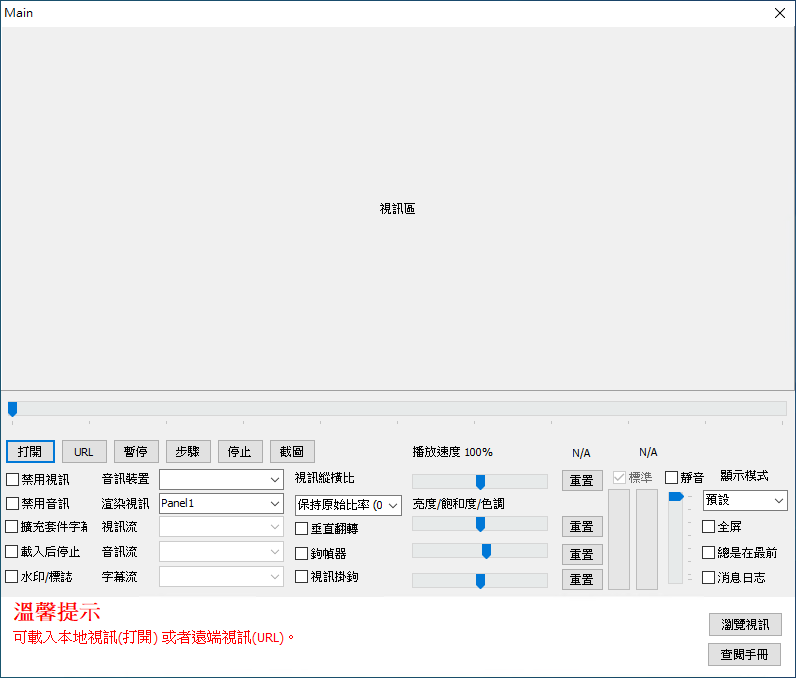 Main
視訊區
打開 URL 暫停 步驟 停止 截圖 播放速度 100% N/A N/A
禁用視訊 音訊裝置 視訊縱橫比 重置 標準 靜音 顯示模式
禁用音訊 渲染視訊 Panel1 保持原始比率 (0 亮度/飽和度/色調 預設
擴充套件字幕 視訊流 垂直翻轉 重置 全屏
載入后停止 音訊流 鉤幀器 重置 總是在最前
水印/標誌 字幕流 視訊掛鉤 重置 消息日志
溫馨提示
可載入本地視訊(打開) 或者遠端視訊(URL)。
瀏覽視訊
查閱手冊